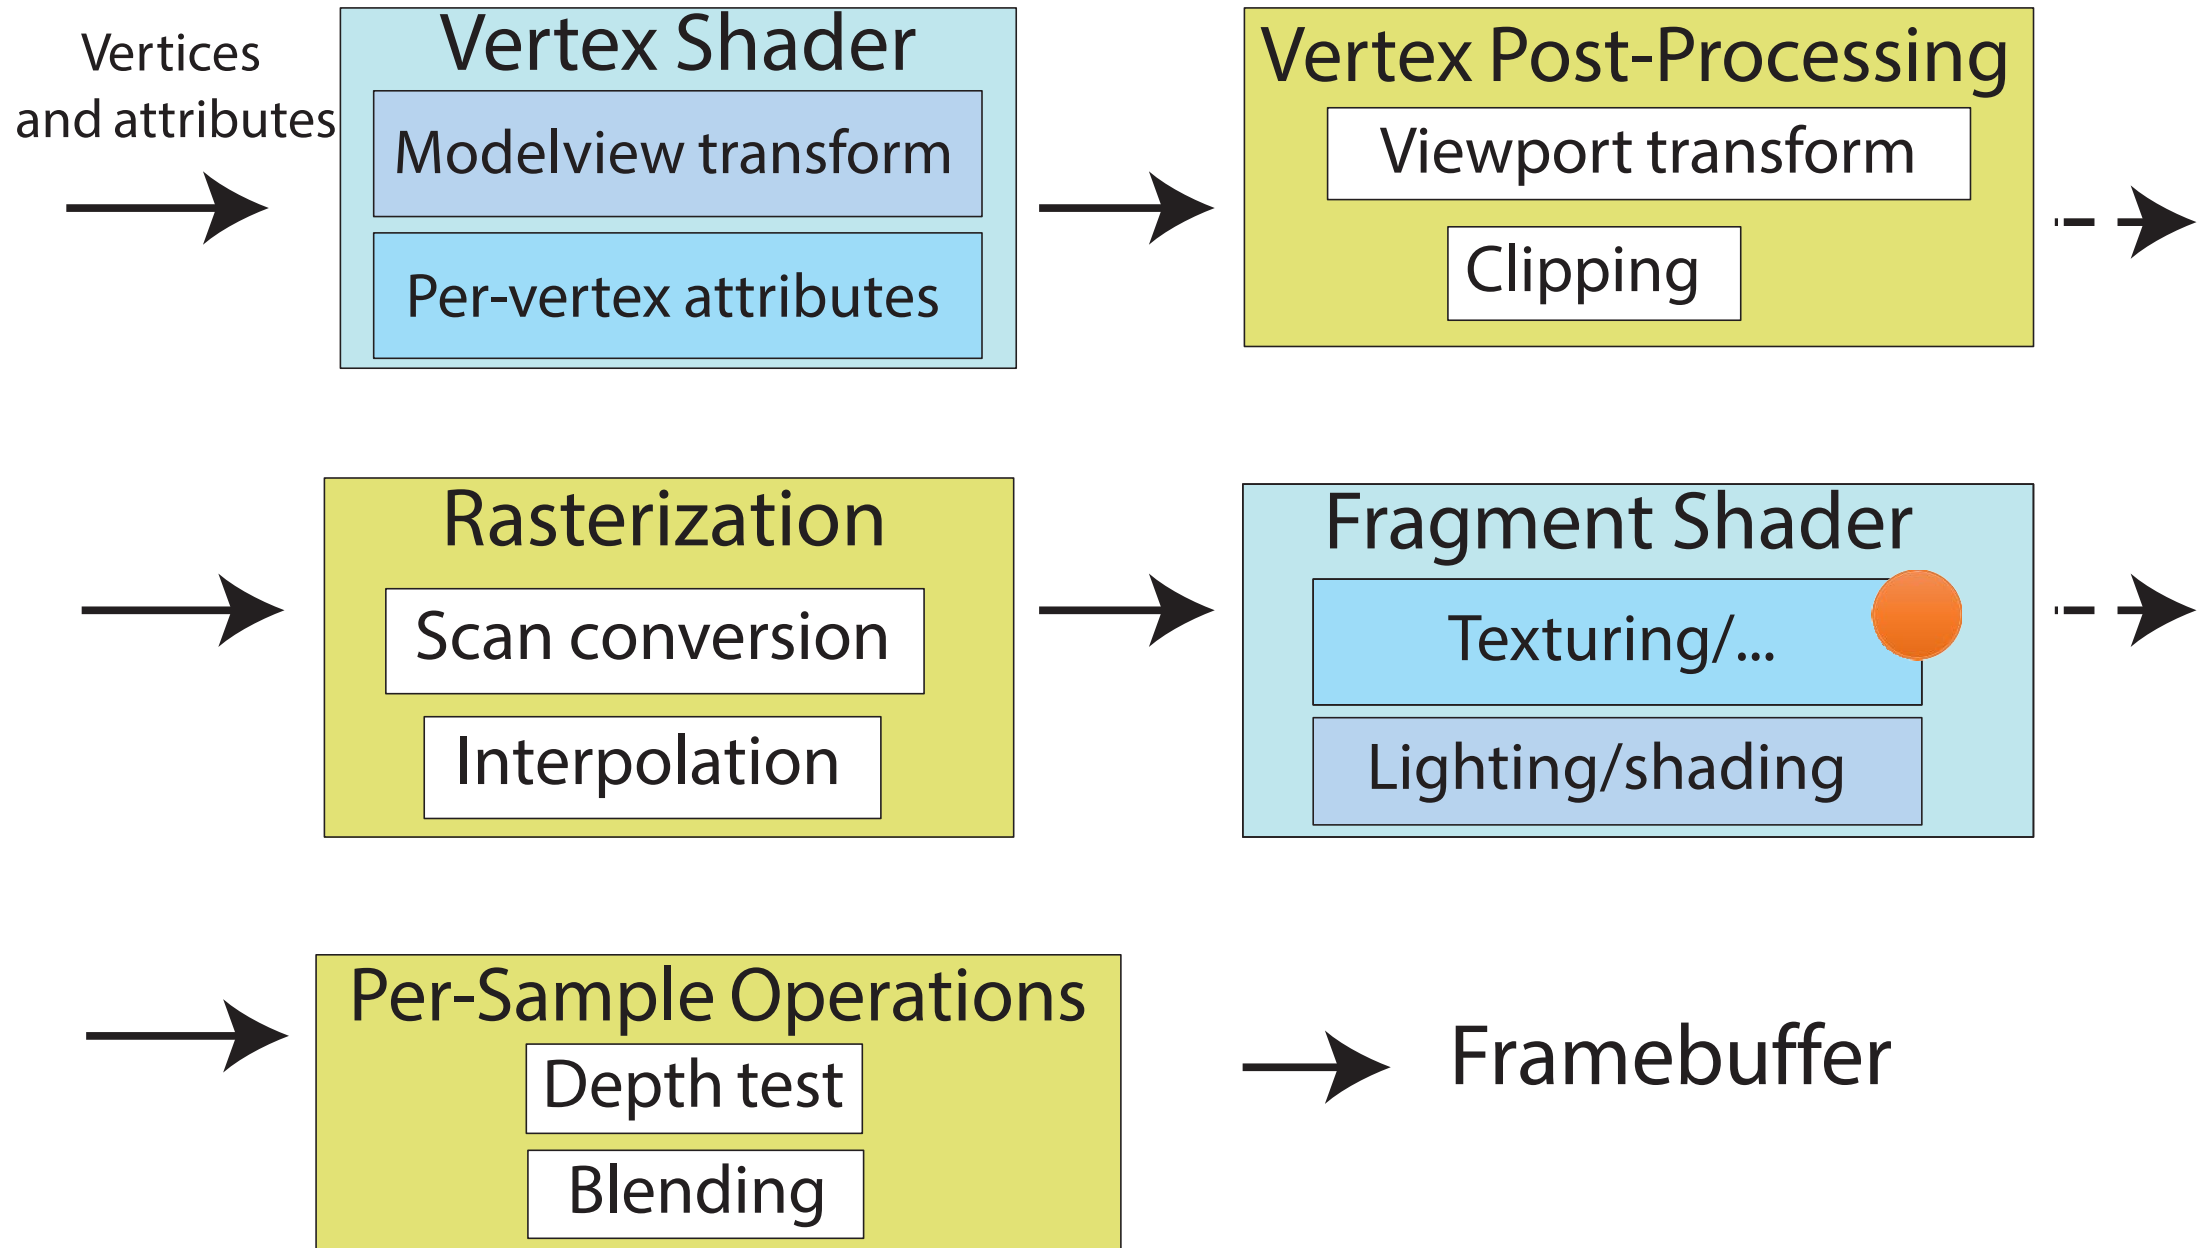 Vertices
and attributes
Vertex Shader
Modelview transform
Per-vertex attributes
Vertex Post-Processing
Viewport transform
Clipping
Rasterization
Scan conversion
Interpolation
Fragment Shader
Texturing/...
Lighting/shading
Per-Sample Operations
Depth test
Blending
Framebuffer